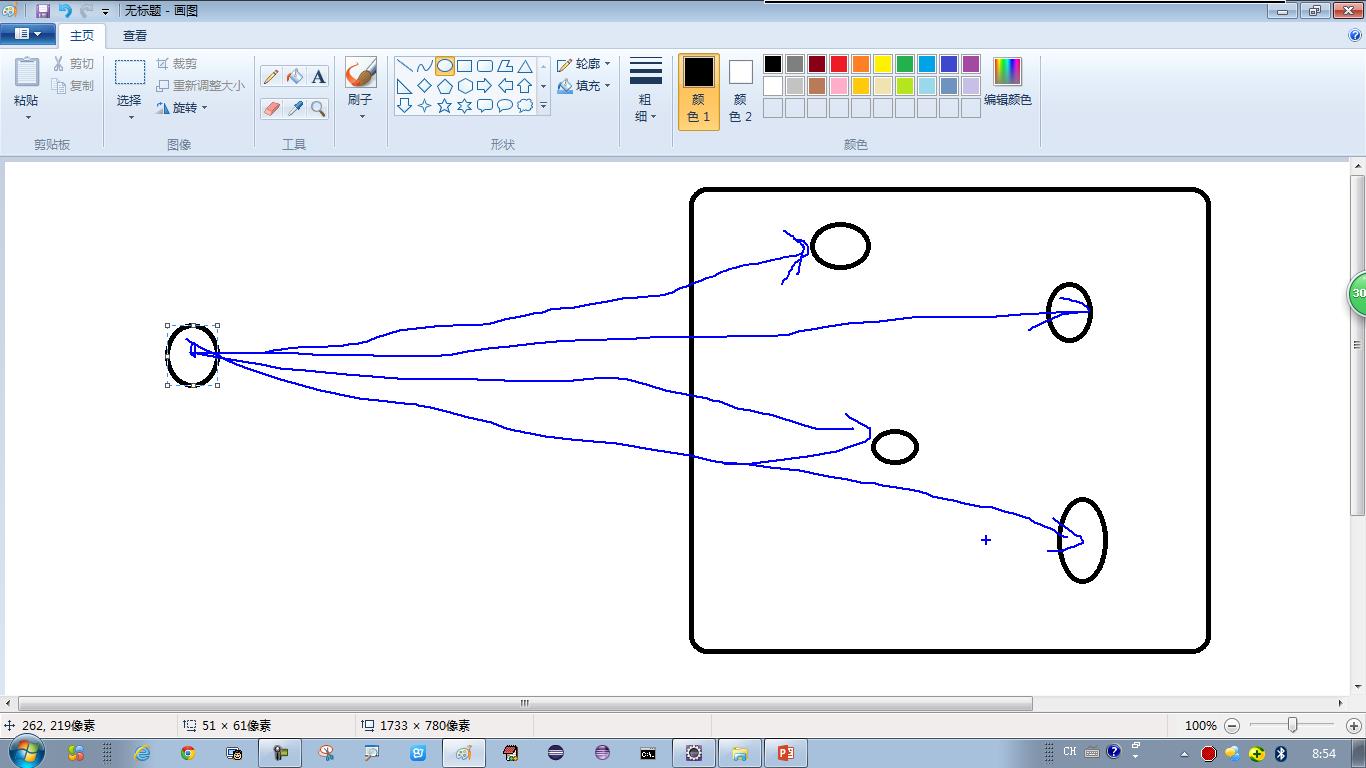 无标题 - 画图
主页 查看
粘贴 剪切 复制 选择 裁剪 重新调整大小 旋转 A 刷子 轮廓 填充 粗细 颜色 1 颜色 2 编辑颜色
剪贴板 图像 工具 形状 颜色
30
262, 219像素 51 × 61像素 1733 × 780像素 100%
C:\. CH 8:54